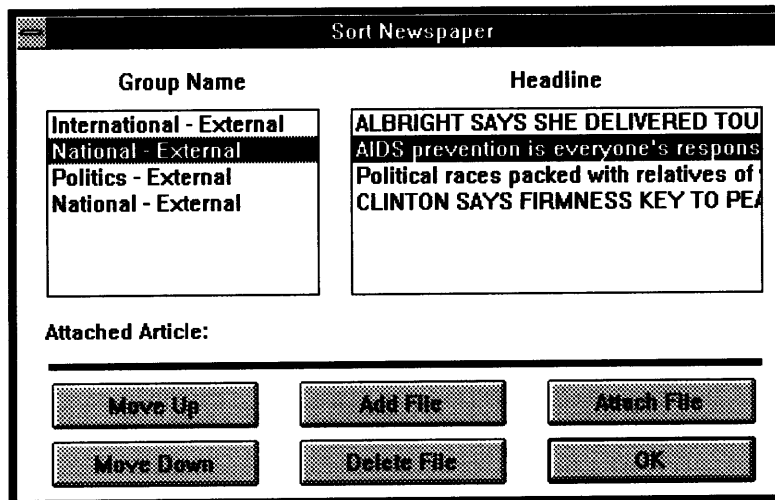 Sort Newspaper
Group Name
Headline
International - External
ALBRIGHT SAYS SHE DELIVERED TOU
National - External
AIDS prevention is everyone's respons
Politics - External
Political races packed with relatives of
National - External
CLINTON SAYS FIRMNESS KEY TO PEA
Attached Article:
Move Up
Add File
Attach File
Move Down
Delete File
OK